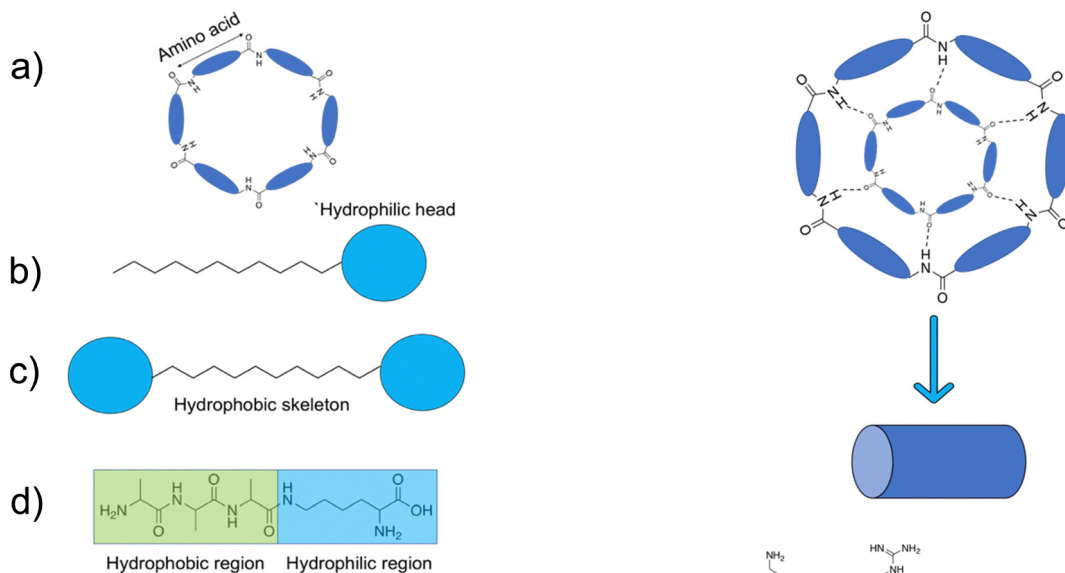 a)
Amino acid
O
N
H
O
N
H
O
N
H
O
N
H
O
N
H
O
N
H
`Hydrophilic head
b)
c)
Hydrophobic skeleton
d)
H₂N
O
H
N
O
N
H
O
H
N
O
OH
NH₂
Hydrophobic region
Hydrophilic region
O
N
H
O
N
H
O
N
H
O
N
H
O
N
H
O
N
H
O
N
H
O
N
H
O
N
H
O
N
H
O
N
H
O
N
H
NH₂
HN
NH₂
NH